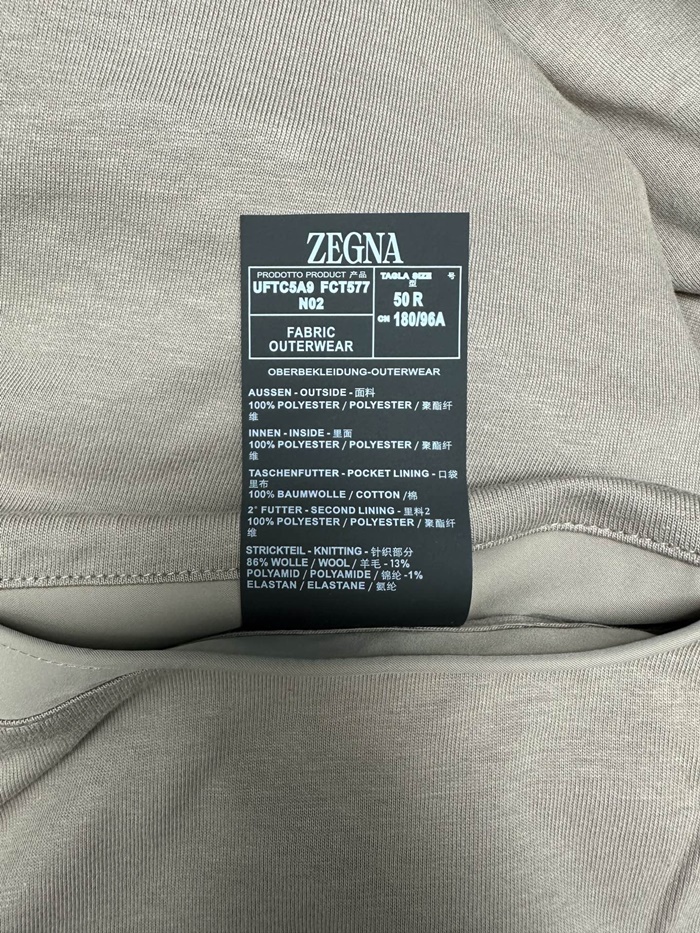 ZEGNA
PRODOTTO PRODUCT 产品
UFTC5A9 FCT577
N02
TAGLA SIZE 号
型
50 R
CN 180/96A
FABRIC
OUTERWEAR
OBERBEKLEIDUNG-OUTERWEAR
AUSSEN - OUTSIDE - 面料
100% POLYESTER / POLYESTER / 聚酯纤
维
INNEN - INSIDE - 里面
100% POLYESTER / POLYESTER / 聚酯纤
维
TASCHENFUTTER - POCKET LINING - 口袋
里布
100% BAUMWOLLE / COTTON /棉
2° FUTTER - SECOND LINING - 里料2
100% POLYESTER / POLYESTER / 聚酯纤
维
STRICKTEIL - KNITTING - 针织部分
86% WOLLE / WOOL / 羊毛 - 13%
POLYAMID / POLYAMIDE / 锦纶 -1%
ELASTAN / ELASTANE / 氨纶